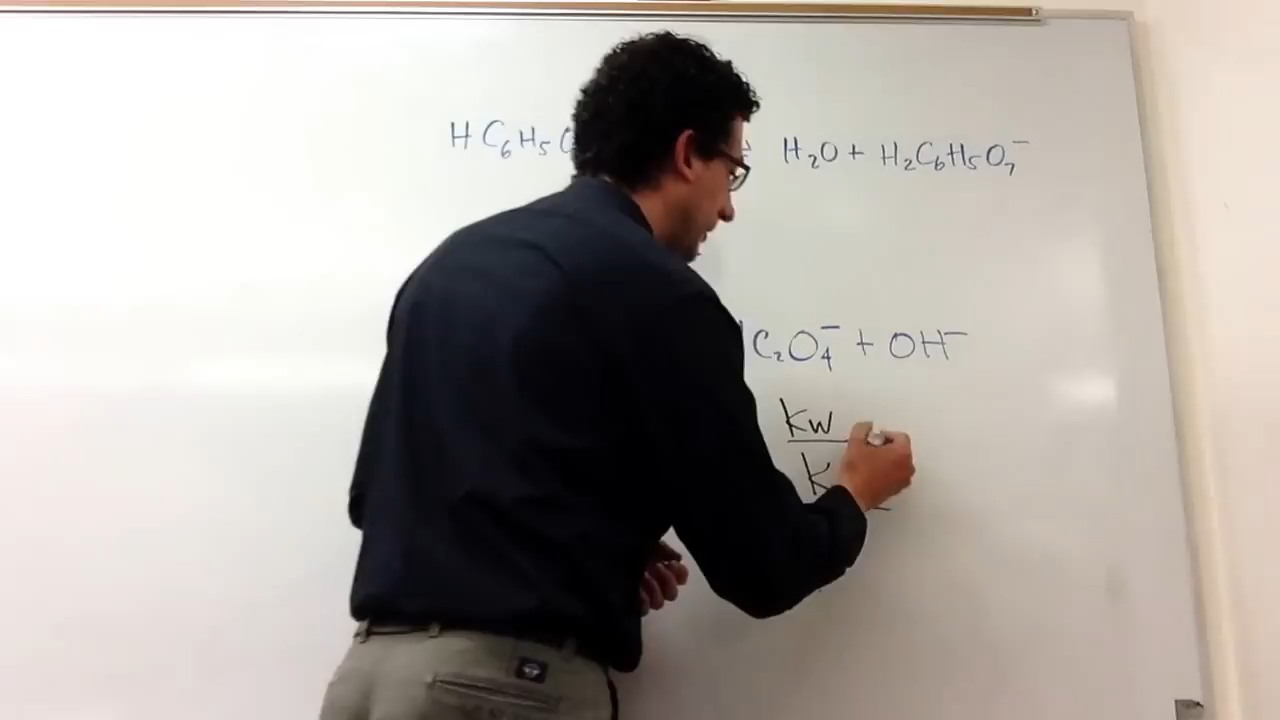 H C₆H₅ H₂O + H₂C₆H₅O₇⁻
C₂O₄⁻ + OH⁻
Kw
K